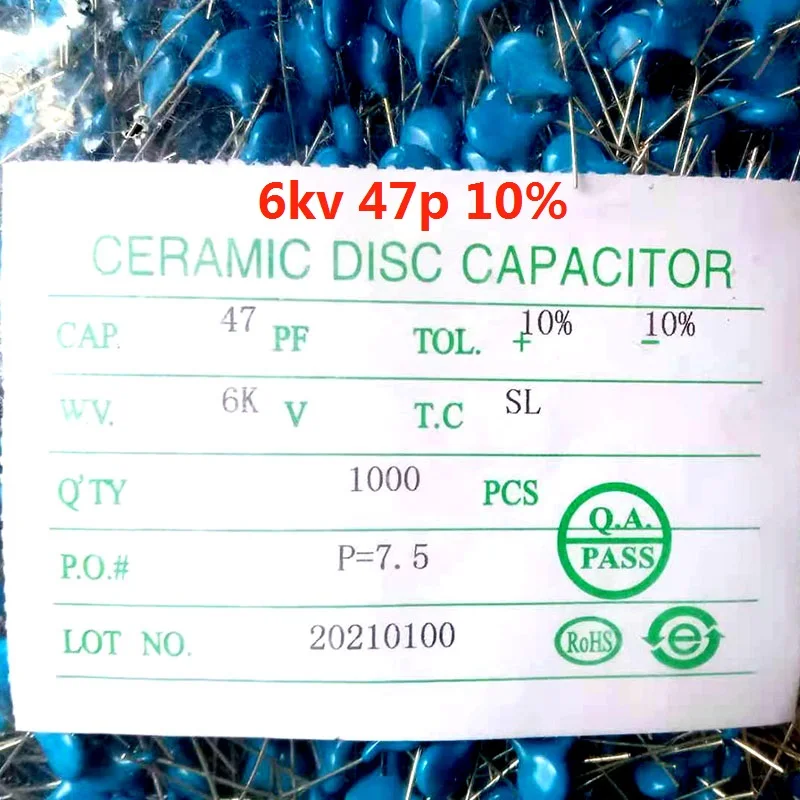 6kv 47p 10%
CERAMIC DISC CAPACITOR
CAP. 47 PF TOL. +10% -10%
WV. 6K V T.C SL
Q'TY 1000 PCS
Q.A.
PASS
P.O.# P=7.5
LOT NO. 20210100
RoHS
e